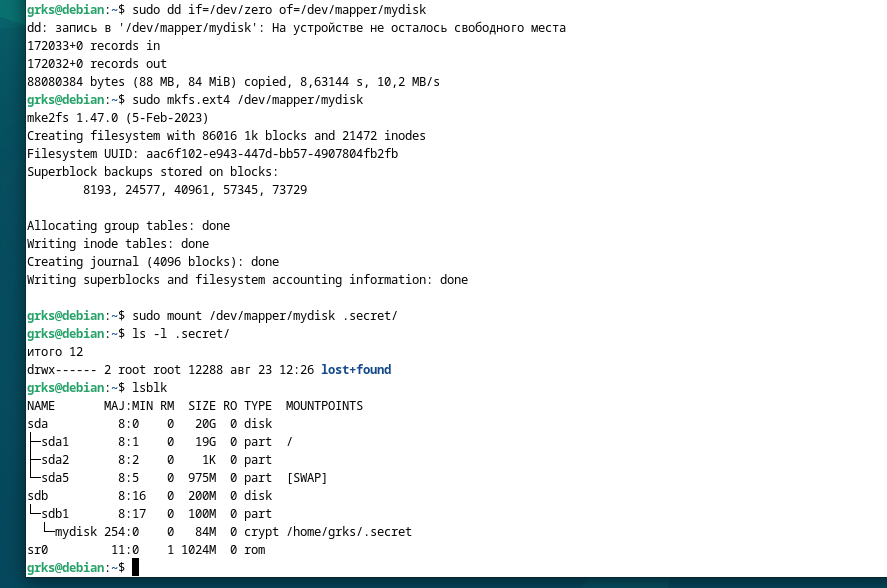 grks@debian:~$ sudo dd if=/dev/zero of=/dev/mapper/mydisk
dd: запись в '/dev/mapper/mydisk': На устройстве не осталось свободного места
172033+0 records in
172032+0 records out
88080384 bytes (88 MB, 84 MiB) copied, 8,63144 s, 10,2 MB/s
grks@debian:~$ sudo mkfs.ext4 /dev/mapper/mydisk
mke2fs 1.47.0 (5-Feb-2023)
Creating filesystem with 86016 1k blocks and 21472 inodes
Filesystem UUID: aac6f102-e943-447d-bb57-4907804fb2fb
Superblock backups stored on blocks:
        8193, 24577, 40961, 57345, 73729

Allocating group tables: done
Writing inode tables: done
Creating journal (4096 blocks): done
Writing superblocks and filesystem accounting information: done

grks@debian:~$ sudo mount /dev/mapper/mydisk .secret/
grks@debian:~$ ls -l .secret/
итого 12
drwx------ 2 root root 12288 авг 23 12:26 lost+found
grks@debian:~$ lsblk
NAME       MAJ:MIN RM  SIZE RO TYPE  MOUNTPOINTS
sda          8:0    0   20G  0 disk
├─sda1       8:1    0   19G  0 part  /
├─sda2       8:2    0    1K  0 part
└─sda5       8:5    0  975M  0 part  [SWAP]
sdb          8:16   0  200M  0 disk
└─sdb1       8:17   0  100M  0 part
  └─mydisk 254:0    0   84M  0 crypt /home/grks/.secret
sr0         11:0    1 1024M  0 rom
grks@debian:~$